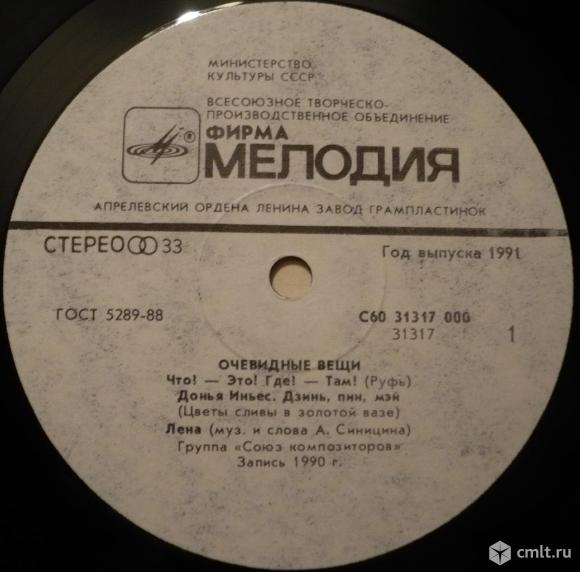 МИНИСТЕРСТВО
КУЛЬТУРЫ СССР
ВСЕСОЮЗНОЕ ТВОРЧЕСКО-
ПРОИЗВОДСТВЕННОЕ ОБЪЕДИНЕНИЕ
®
ФИРМА
МЕЛОДИЯ
АПРЕЛЕВСКИЙ ОРДЕНА ЛЕНИНА ЗАВОД ГРАМПЛАСТИНОК
СТЕРЕО 33
Год выпуска 1991
ГОСТ 5289-88
С60 31317 000
31317
1
ОЧЕВИДНЫЕ ВЕЩИ
Что! — Это! Где! — Там! (Руфь)
Донья Иньес. Дзинь, пин, мэй
(Цветы сливы в золотой вазе)
Лена (муз. и слова А. Синицина)
Группа «Союз композиторов»
Запись 1990 г.
cmlt.ru